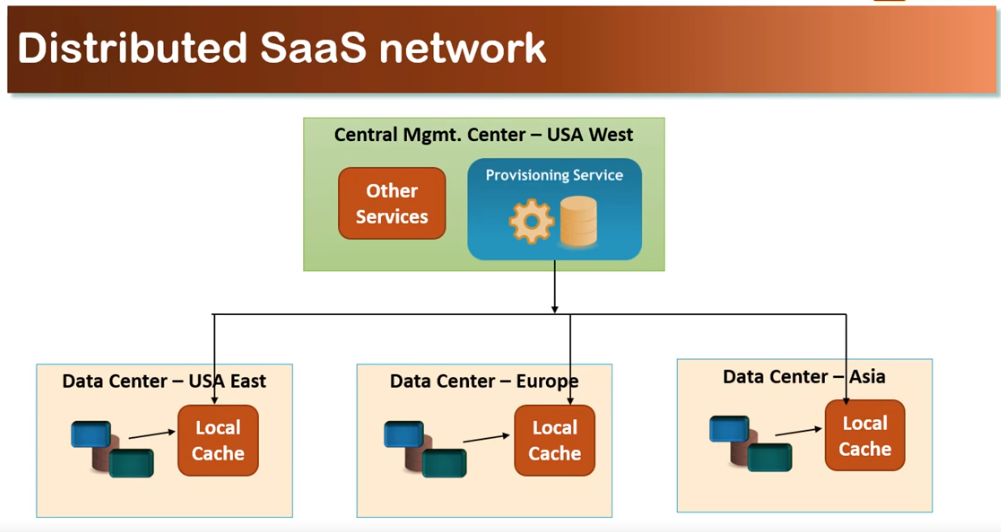 Distributed SaaS network
Central Mgmt. Center – USA West
Other
Services
Provisioning Service
Data Center – USA East
Local
Cache
Data Center – Europe
Local
Cache
Data Center – Asia
Local
Cache